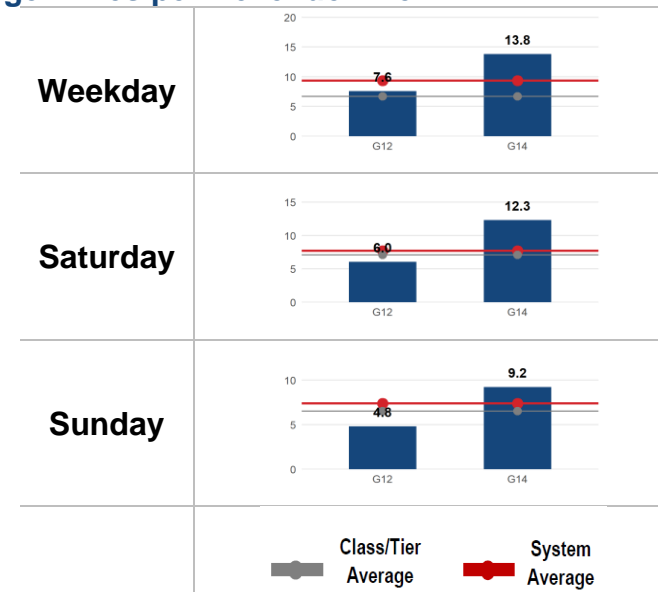 Weekday
20
15
10
5
0
7.6
13.8
G12
G14
Saturday
15
10
5
0
6.0
12.3
G12
G14
Sunday
10
5
0
4.8
9.2
G12
G14
Class/Tier
Average
System
Average